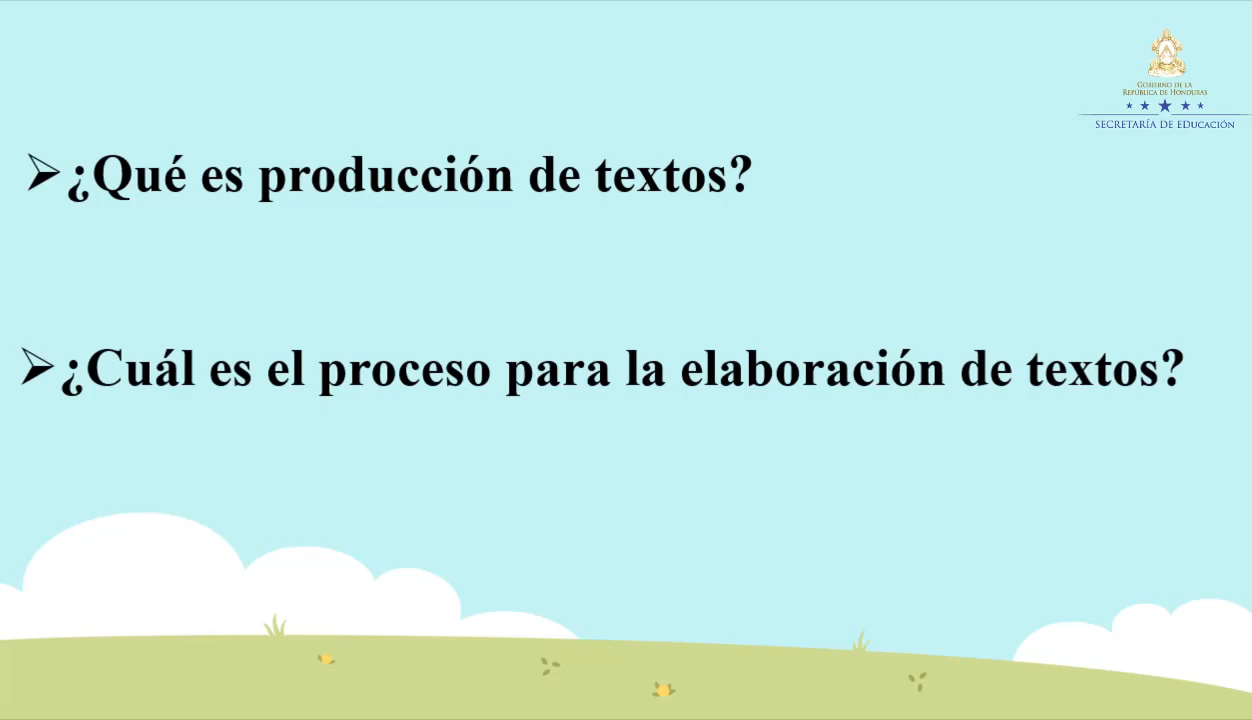 GOBIERNO DE LA
REPÚBLICA DE HONDURAS
SECRETARÍA DE EDUCACIÓN
¿Qué es producción de textos?
¿Cuál es el proceso para la elaboración de textos?